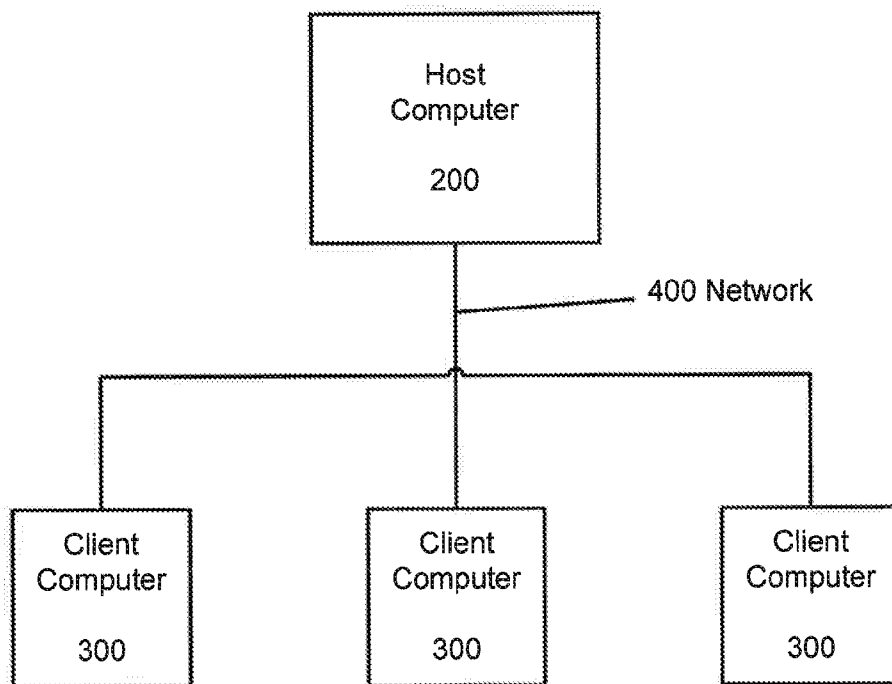 Host
Computer
200
400 Network
Client
Computer
300
Client
Computer
300
Client
Computer
300